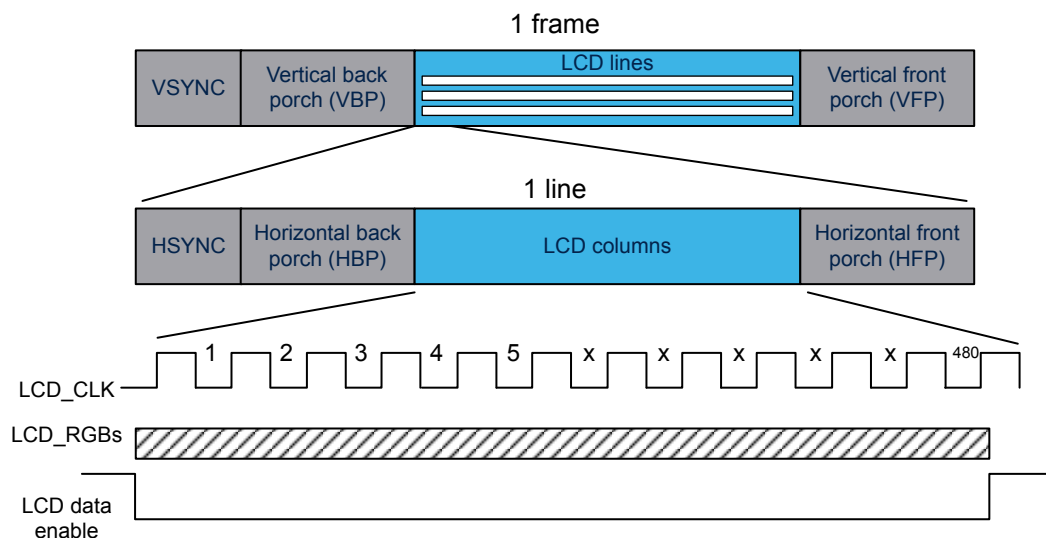 1 frame
VSYNC
Vertical back
porch (VBP)
LCD lines
Vertical front
porch (VFP)
1 line
HSYNC
Horizontal back
porch (HBP)
LCD columns
Horizontal front
porch (HFP)
1 2 3 4 5 x x x x x 480
LCD_CLK
LCD_RGBs
LCD data
enable